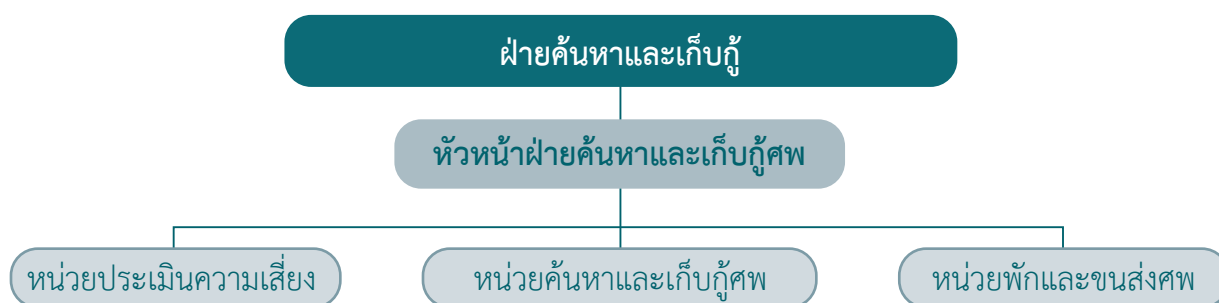 ฝ่ายค้นหาและเก็บกู้
หัวหน้าฝ่ายค้นหาและเก็บกู้ศพ
หน่วยประเมินความเสี่ยง
หน่วยค้นหาและเก็บกู้ศพ
หน่วยพักและขนส่งศพ